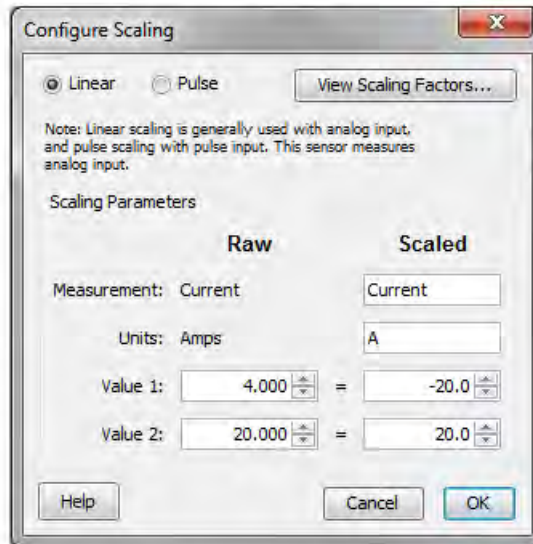 Configure Scaling
Linear Pulse View Scaling Factors...
Note: Linear scaling is generally used with analog input,
and pulse scaling with pulse input. This sensor measures
analog input.
Scaling Parameters
Raw Scaled
Measurement: Current Current
Units: Amps A
Value 1: 4.000 = -20.0
Value 2: 20.000 = 20.0
Help Cancel OK